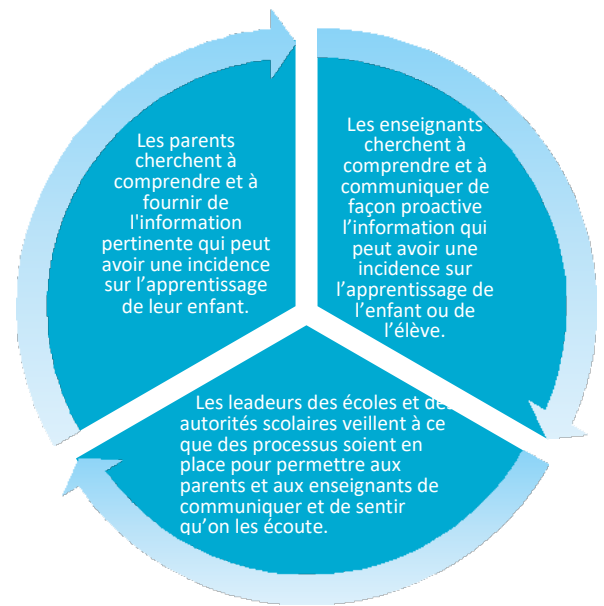 Les parents
cherchent à
comprendre et à
fournir de
l'information
pertinente qui peut
avoir une incidence
sur l’apprentissage
de leur enfant.
Les enseignants
cherchent à
comprendre et à
communiquer de
façon proactive
l’information qui
peut avoir une
incidence sur
l’apprentissage de
l’enfant ou de
l’élève.
Les leadeurs des écoles et des
autorités scolaires veillent à ce
que des processus soient en
place pour permettre aux
parents et aux enseignants de
communiquer et de sentir
qu’on les écoute.